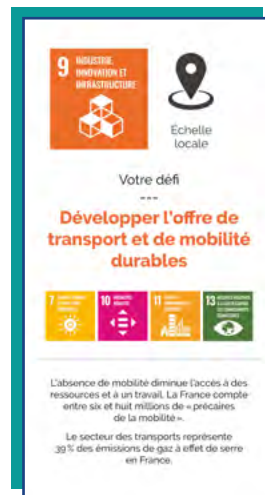 9 INDUSTRIE,
INNOVATION ET
INFRASTRUCTURE
Échelle
locale
Votre défi
---
Développer l'offre de
transport et de mobilité
durables
7
10 INÉGALITÉS
RÉDUITES
11
13
L'absence de mobilité diminue l'accès à des
ressources et à un travail. La France compte
entre six et huit millions de « précaires
de la mobilité ».
Le secteur des transports représente
39 % des émissions de gaz à effet de serre
en France.